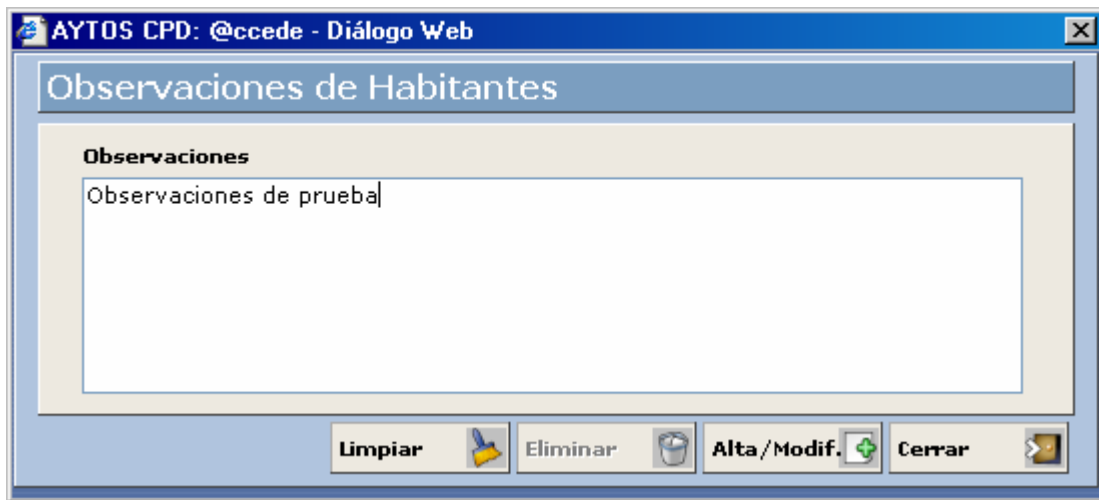 AYTOS CPD: @ccede - Diálogo Web
Observaciones de Habitantes
Observaciones
Observaciones de prueba
Limpiar Eliminar Alta/Modif. Cerrar